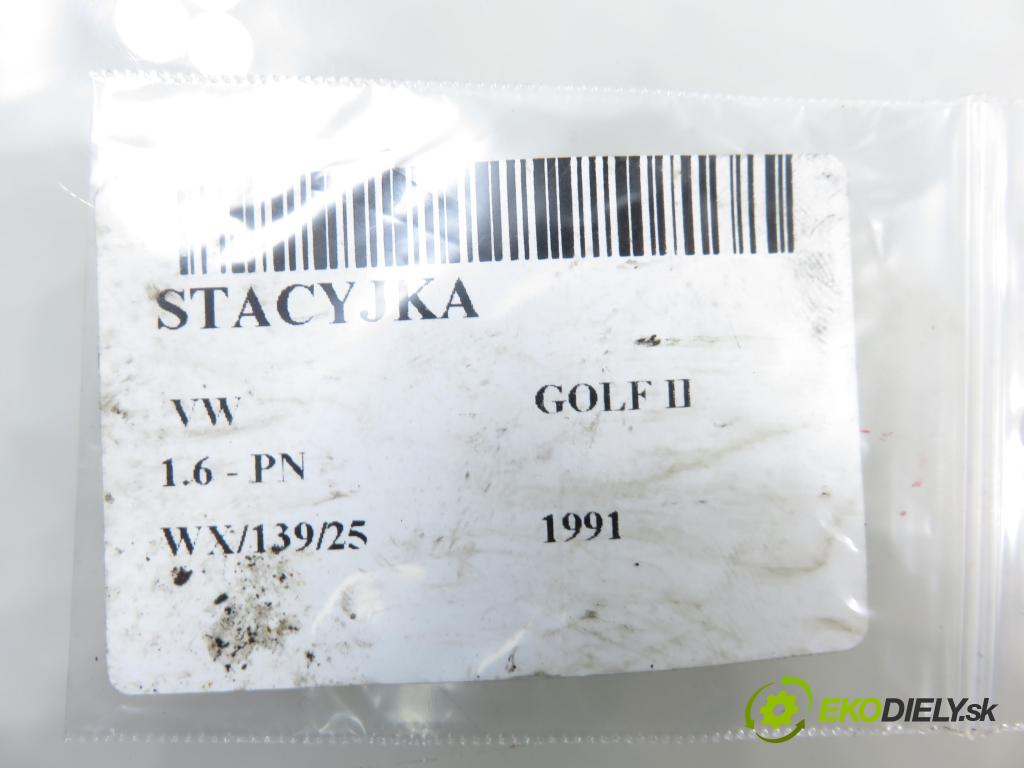 STACYJKA
VW GOLF II
1.6 - PN
WX/139/25 1991
EKODIELY.sk